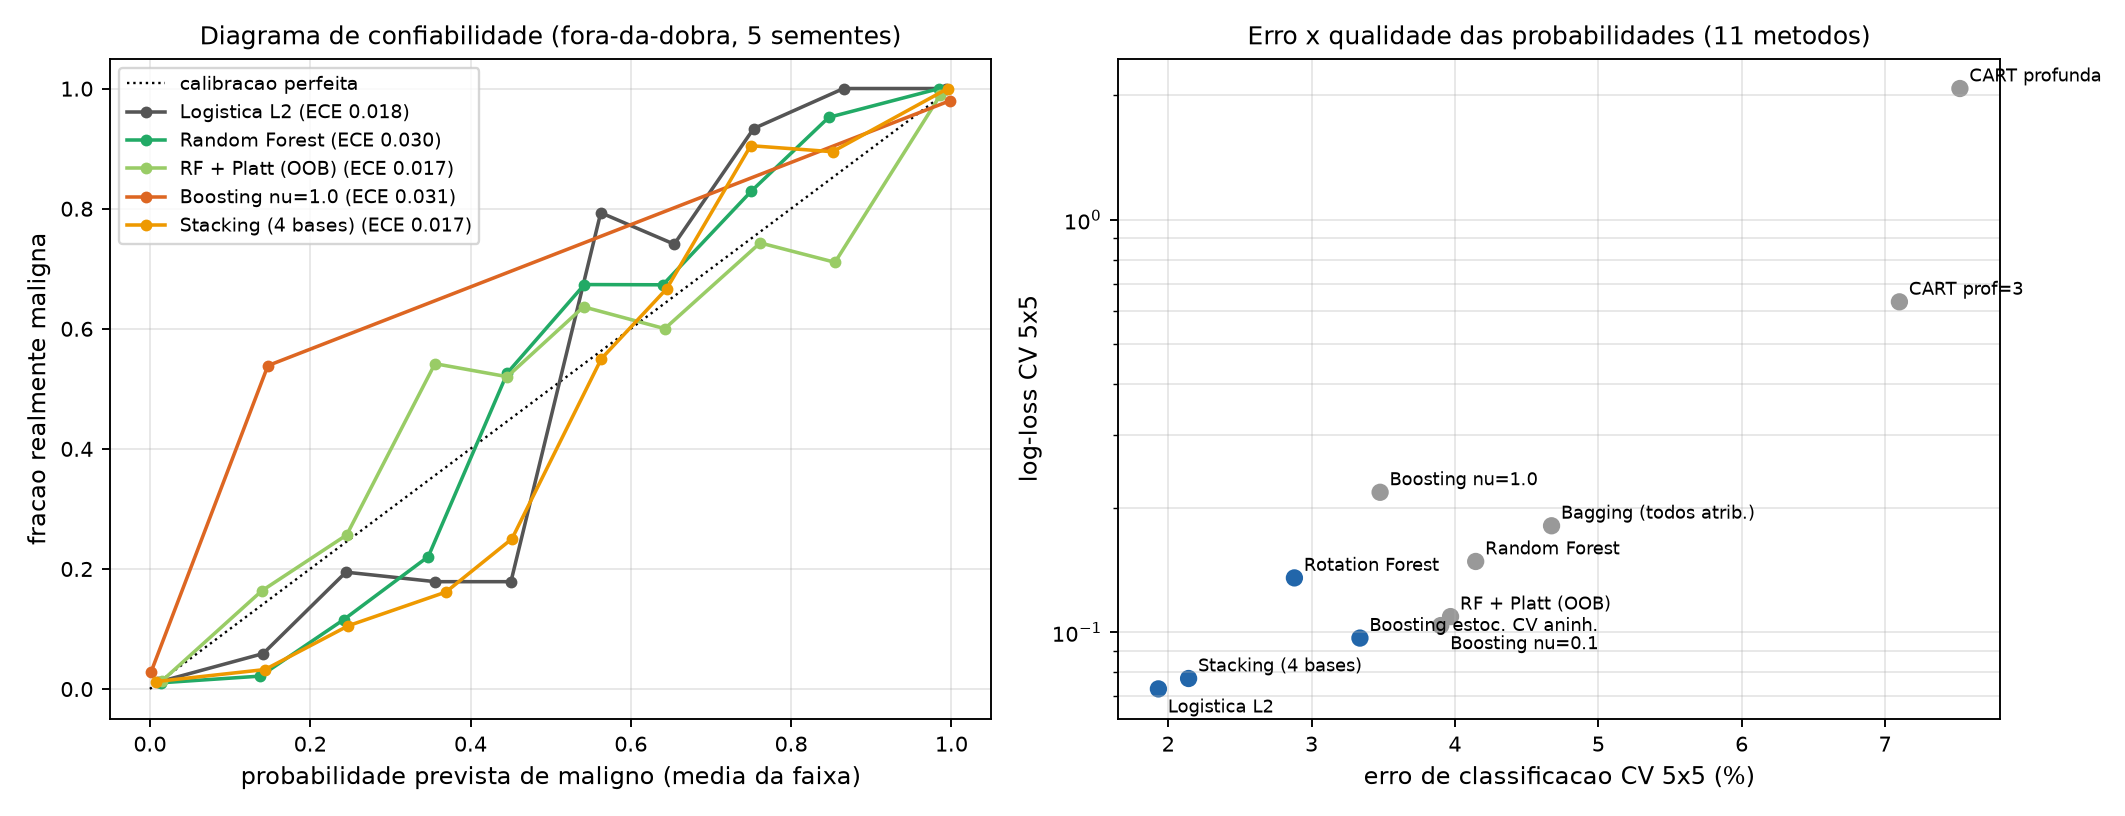 Diagrama de confiabilidade (fora-da-dobra, 5 sementes)
calibracao perfeita
Logistica L2 (ECE 0.018)
Random Forest (ECE 0.030)
RF + Platt (OOB) (ECE 0.017)
Boosting nu=1.0 (ECE 0.031)
Stacking (4 bases) (ECE 0.017)
fracao realmente maligna
1.0
0.8
0.6
0.4
0.2
0.0
0.0 0.2 0.4 0.6 0.8 1.0
probabilidade prevista de maligno (media da faixa)
Erro x qualidade das probabilidades (11 metodos)
log-loss CV 5x5
10⁰
10⁻¹
CART profunda
CART prof=3
Boosting nu=1.0
Bagging (todos atrib.)
Random Forest
Rotation Forest
RF + Platt (OOB)
Boosting estoc. CV aninh.
Boosting nu=0.1
Stacking (4 bases)
Logistica L2
2 3 4 5 6 7
erro de classificacao CV 5x5 (%)